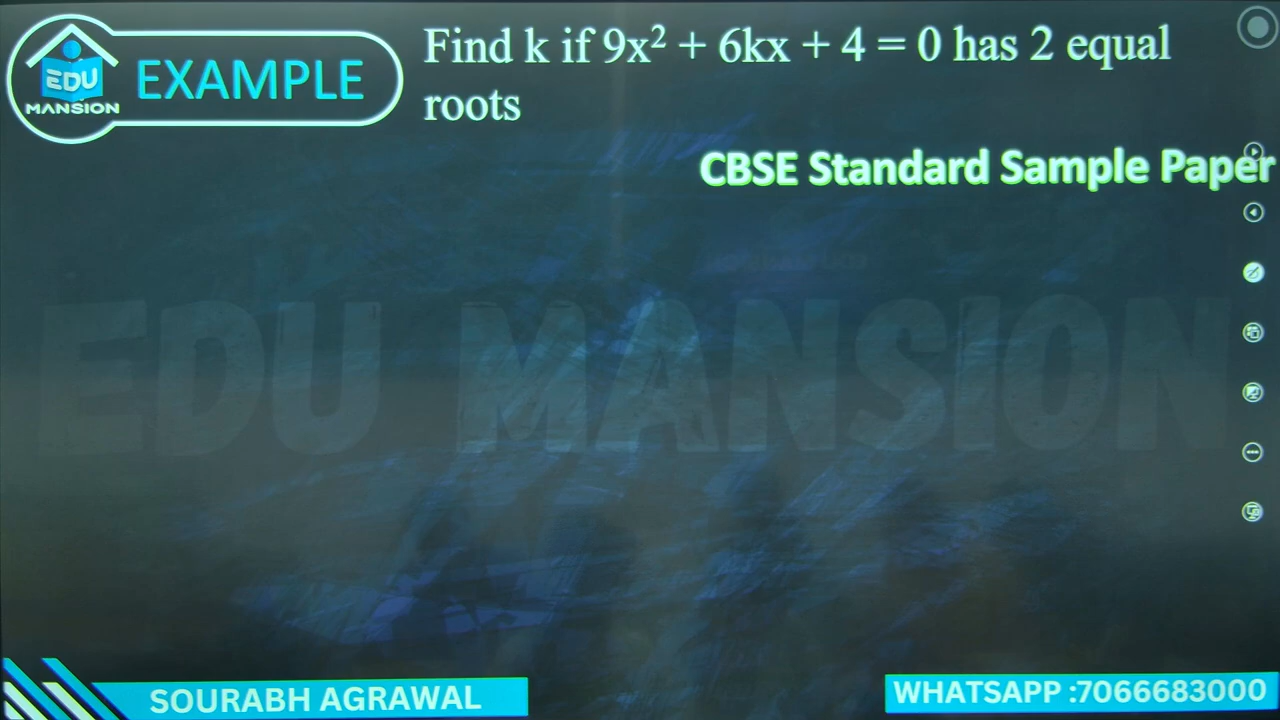 EDU
MANSION
EXAMPLE
Find k if 9x² + 6kx + 4 = 0 has 2 equal
roots
CBSE Standard Sample Paper
EDU MANSION
SOURABH AGRAWAL
WHATSAPP :7066683000